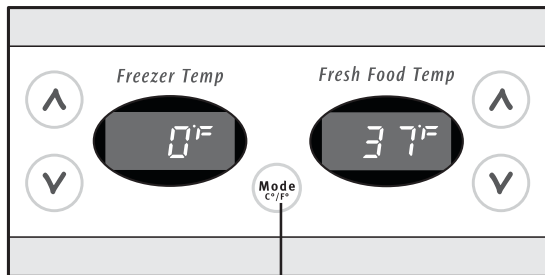 Freezer Temp
Fresh Food Temp
0°F
37°F
Mode
C°/F°